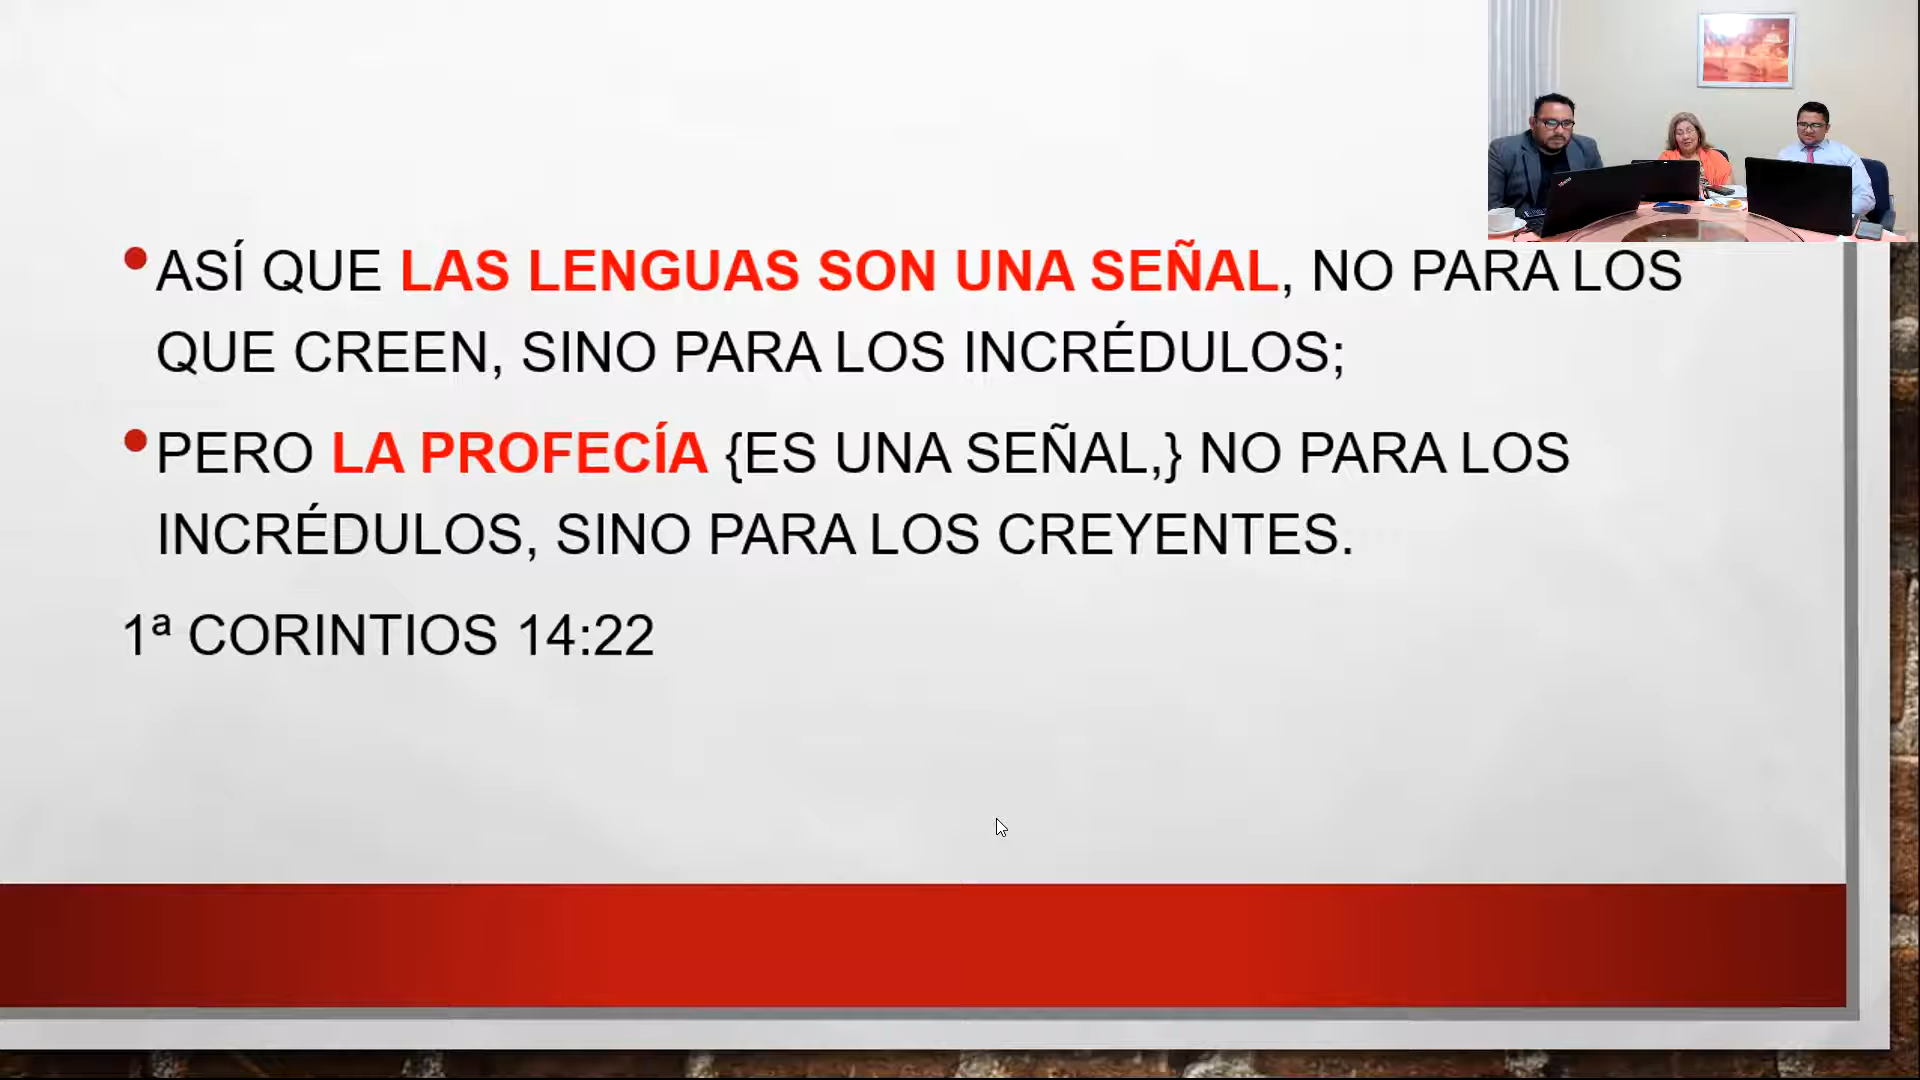 ASÍ QUE LAS LENGUAS SON UNA SEÑAL, NO PARA LOS
QUE CREEN, SINO PARA LOS INCRÉDULOS;
PERO LA PROFECÍA {ES UNA SEÑAL,} NO PARA LOS
INCRÉDULOS, SINO PARA LOS CREYENTES.
1ª CORINTIOS 14:22